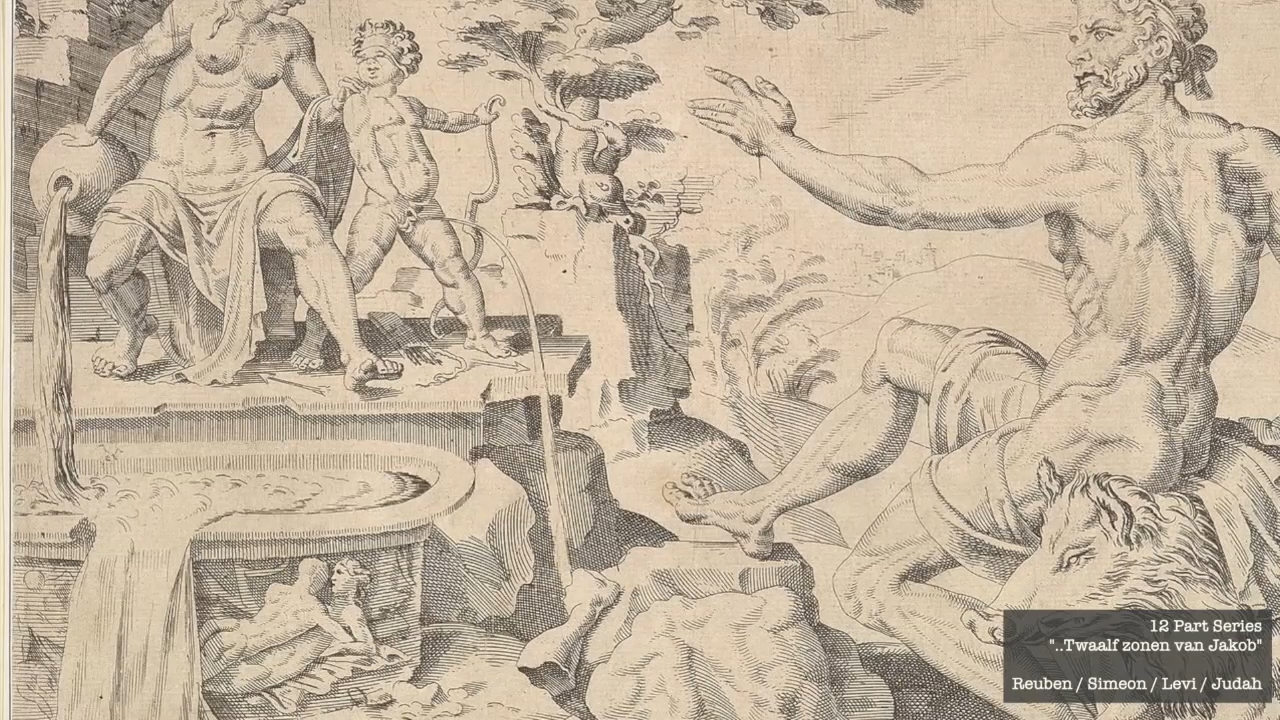 12 Part Series
"..Twaalf zonen van Jakob"
Reuben / Simeon / Levi / Judah